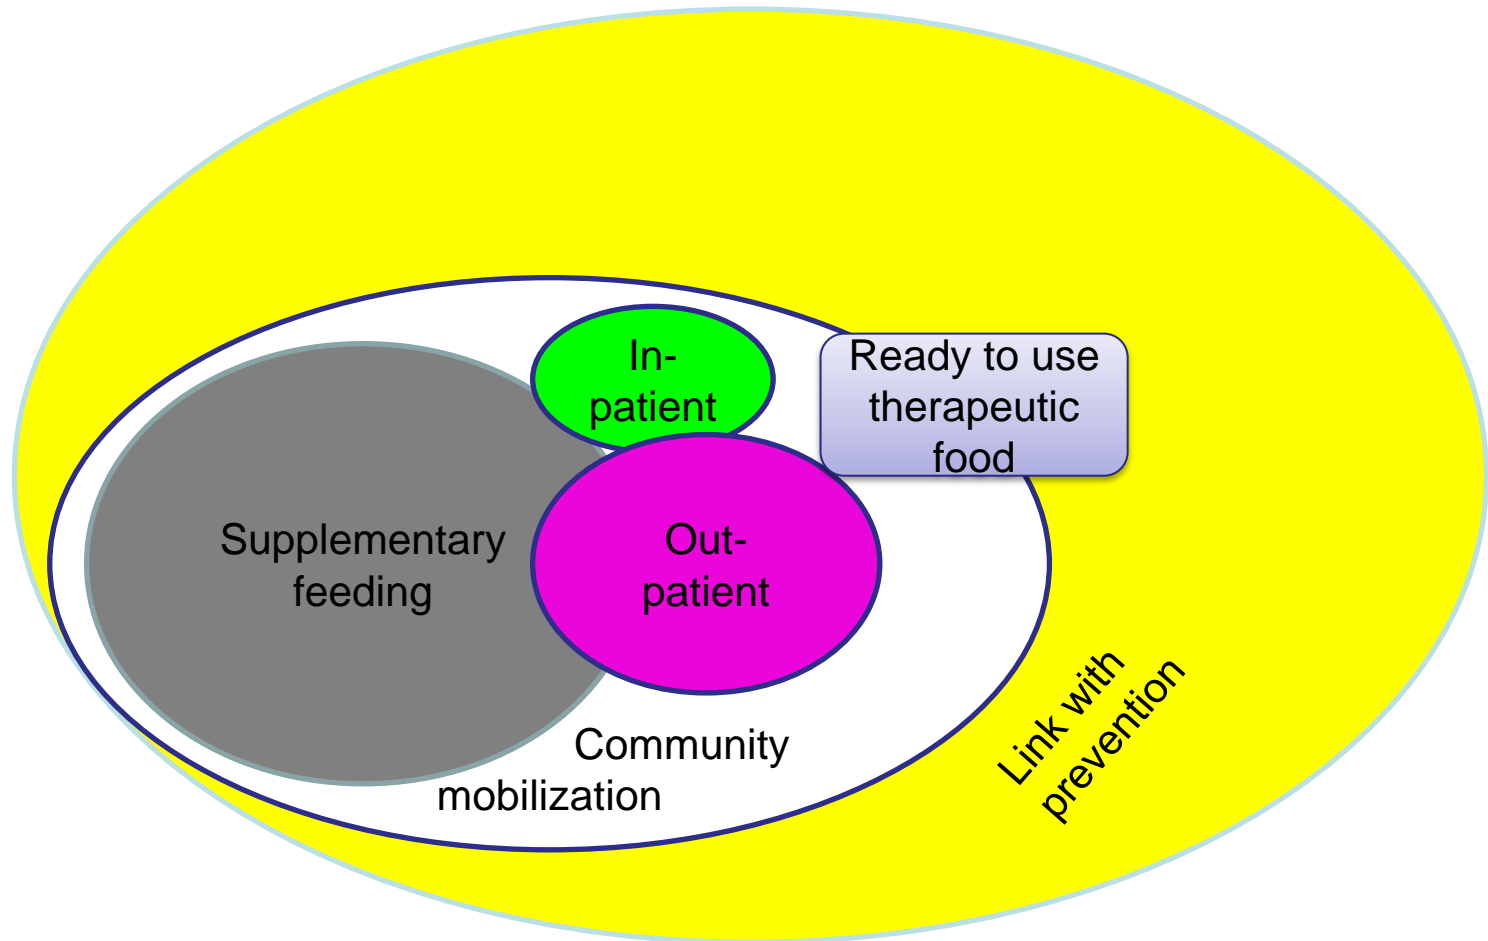 In-
patient
Ready to use
therapeutic
food
Supplementary
feeding
Out-
patient
Community
mobilization
Link with
prevention